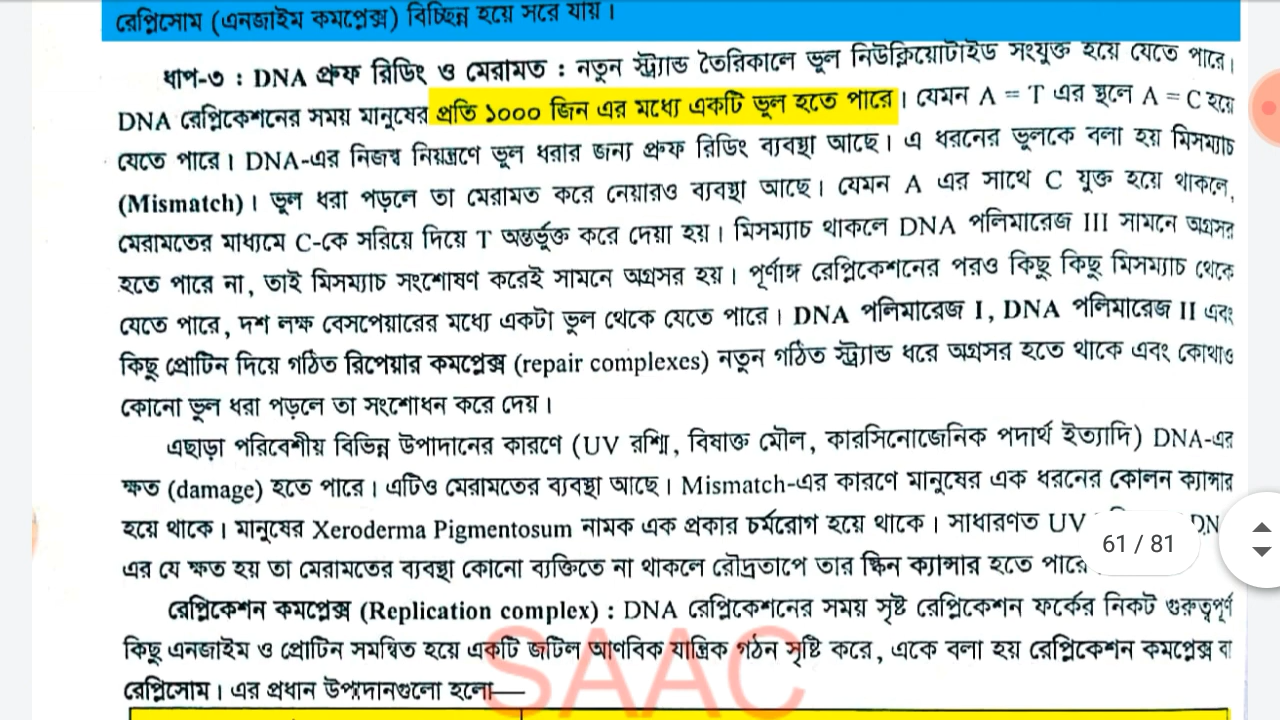 রেপ্লিসোম (এনজাইম কমপ্লেক্স) বিচ্ছিন্ন হয়ে সরে যায়।
ধাপ-৩ : DNA প্রুফ রিডিং ও মেরামত : নতুন স্ট্র্যান্ড তৈরিকালে ভুল নিউক্লিয়োটাইড সংযুক্ত হয়ে যেতে পারে।
DNA রেপ্লিকেশনের সময় মানুষের প্রতি ১০০০ জিন এর মধ্যে একটি ভুল হতে পারে। যেমন A = T এর স্থলে A = C হয়ে
যেতে পারে। DNA-এর নিজস্ব নিয়ন্ত্রণে ভুল ধরার জন্য প্রুফ রিডিং ব্যবস্থা আছে। এ ধরনের ভুলকে বলা হয় মিসম্যাচ
(Mismatch)। ভুল ধরা পড়লে তা মেরামত করে নেয়ারও ব্যবস্থা আছে। যেমন A এর সাথে C যুক্ত হয়ে থাকলে,
মেরামতের মাধ্যমে C-কে সরিয়ে দিয়ে T অন্তর্ভুক্ত করে দেয়া হয়। মিসম্যাচ থাকলে DNA পলিমারেজ III সামনে অগ্রসর
হতে পারে না, তাই মিসম্যাচ সংশোধণ করেই সামনে অগ্রসর হয়। পূর্ণাঙ্গ রেপ্লিকেশনের পরও কিছু কিছু মিসম্যাচ থেকে
যেতে পারে, দশ লক্ষ বেসপেয়ারের মধ্যে একটা ভুল থেকে যেতে পারে। DNA পলিমারেজ I, DNA পলিমারেজ II এবং
কিছু প্রোটিন দিয়ে গঠিত রিপেয়ার কমপ্লেক্স (repair complexes) নতুন গঠিত স্ট্র্যান্ড ধরে অগ্রসর হতে থাকে এবং কোথাও
কোনো ভুল ধরা পড়লে তা সংশোধন করে দেয়।
এছাড়া পরিবেশীয় বিভিন্ন উপাদানের কারণে (UV রশ্মি, বিষাক্ত মৌল, কারসিনোজেনিক পদার্থ ইত্যাদি) DNA-এর
ক্ষত (damage) হতে পারে। এটিও মেরামতের ব্যবস্থা আছে। Mismatch-এর কারণে মানুষের এক ধরনের কোলন ক্যান্সার
হয়ে থাকে। মানুষের Xeroderma Pigmentosum নামক এক প্রকার চর্মরোগ হয়ে থাকে। সাধারণত UV DN
61 / 81
এর যে ক্ষত হয় তা মেরামতের ব্যবস্থা কোনো ব্যক্তিতে না থাকলে রৌদ্রতাপে তার স্কিন ক্যান্সার হতে পারে
রেপ্লিকেশন কমপ্লেক্স (Replication complex) : DNA রেপ্লিকেশনের সময় সৃষ্ট রেপ্লিকেশন ফর্কের নিকট গুরুত্বপূর্ণ
কিছু এনজাইম ও প্রোটিন সমন্বিত হয়ে একটি জটিল আণবিক যান্ত্রিক গঠন সৃষ্টি করে, একে বলা হয় রেপ্লিকেশন কমপ্লেক্স বা
রেপ্লিসোম। এর প্রধান উপাদানগুলো হলো—
SAAC